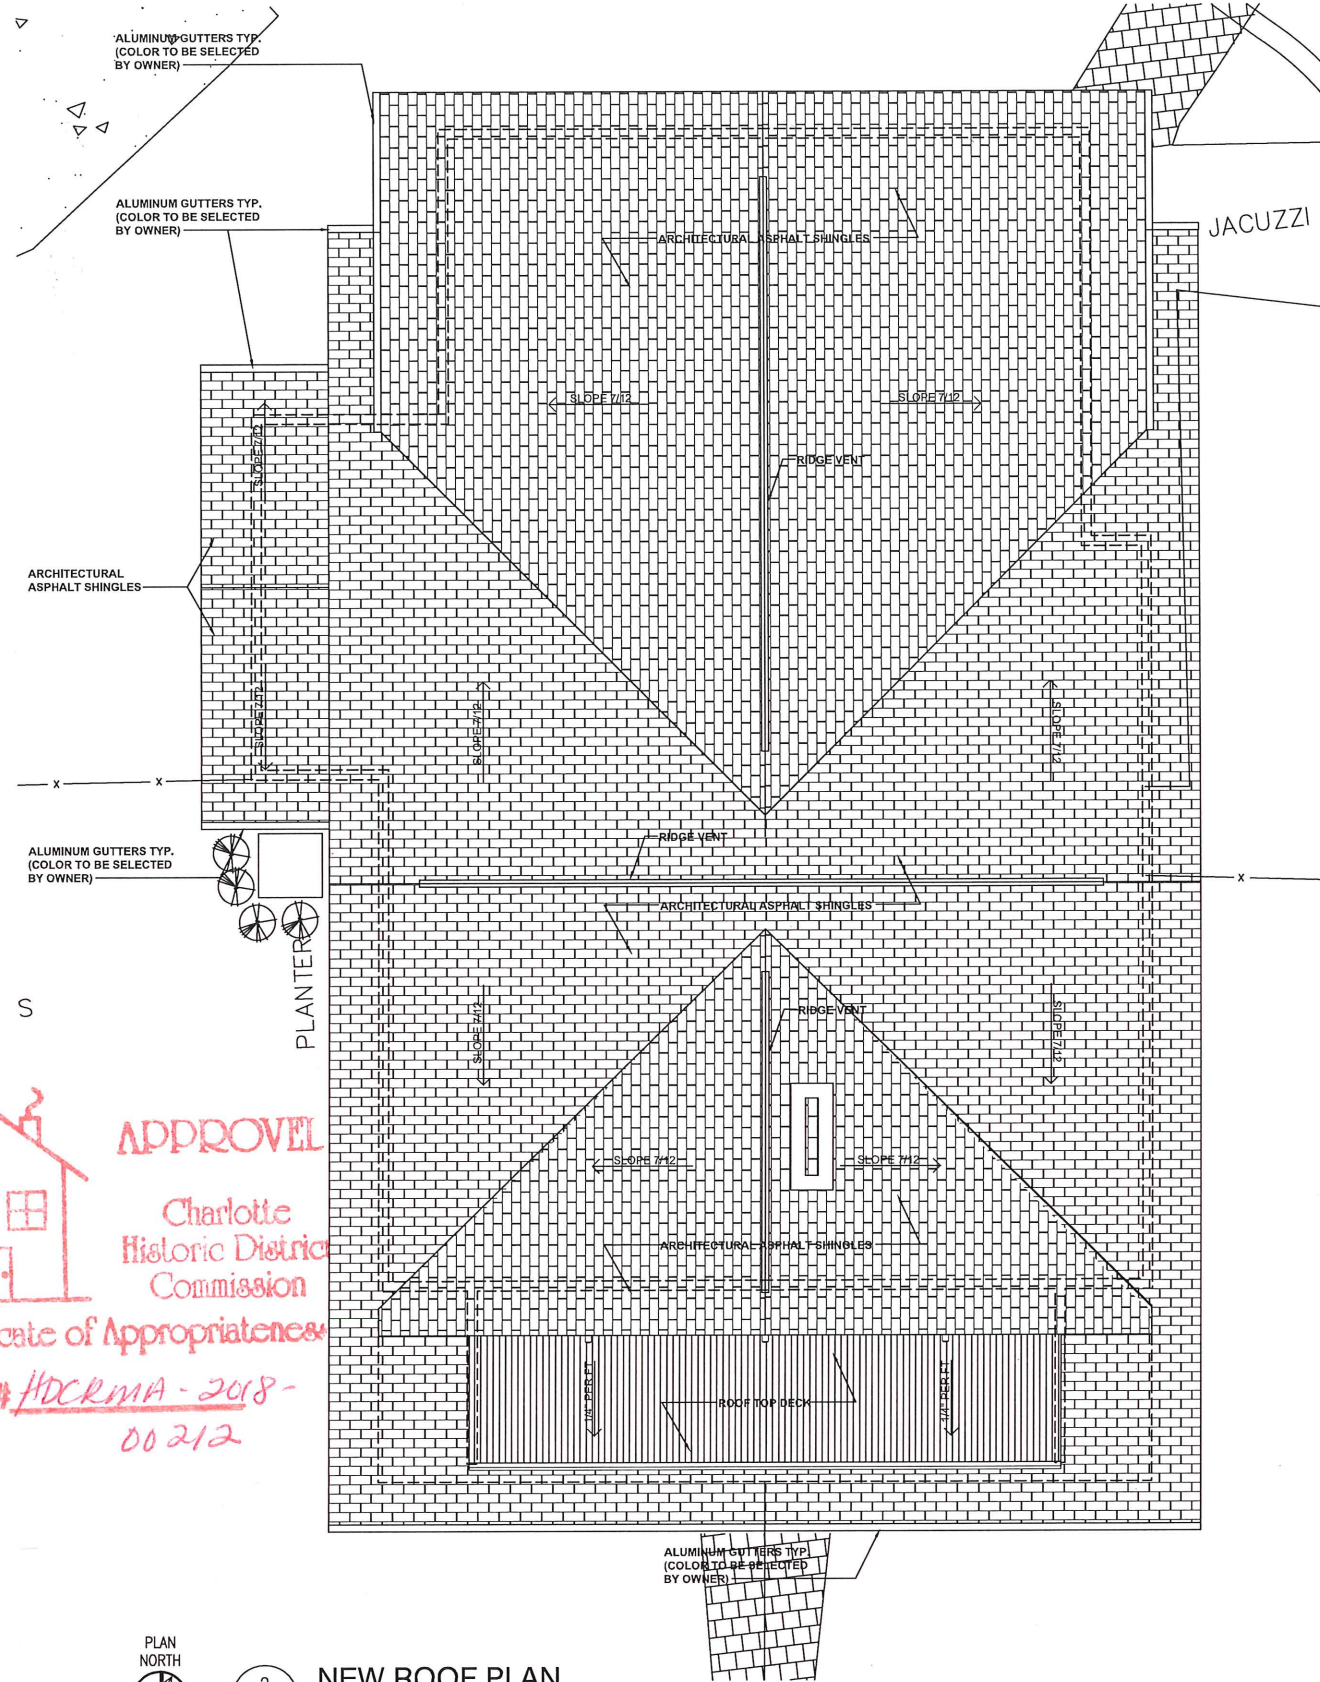 ALUMINUM GUTTERS TYP.
(COLOR TO BE SELECTED
BY OWNER)
ALUMINUM GUTTERS TYP.
(COLOR TO BE SELECTED
BY OWNER)
JACUZZI
ARCHITECTURAL ASPHALT SHINGLES
SLOPE 7/12
SLOPE 7/12
SLOPE 7/12
RIDGE VENT
ARCHITECTURAL
ASPHALT SHINGLES
SLOPE 7/12
SLOPE 7/12
SLOPE 7/12
X
X
RIDGE VENT
ALUMINUM GUTTERS TYP.
(COLOR TO BE SELECTED
BY OWNER)
X
ARCHITECTURAL ASPHALT SHINGLES
PLANTER
S
SLOPE 7/12
RIDGE VENT
SLOPE 7/12
APPROVE
Charlotte
Historic Distric
Commission
cate of Appropriatenes
# HDCRMA - 2018 -
00212
SLOPE 7/12
SLOPE 7/12
ARCHITECTURAL ASPHALT SHINGLES
1/4" PER FT
1/4" PER FT
ROOF TOP DECK
ALUMINUM GUTTERS TYP.
(COLOR TO BE SELECTED
BY OWNER)
PLAN
NORTH
2
NEW ROOF PLAN